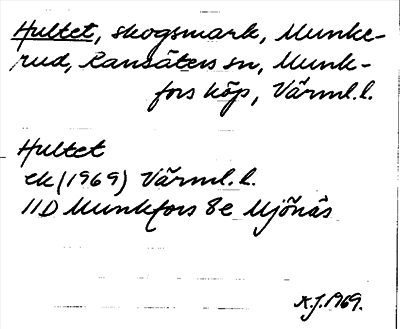 Hultet, skogsmark, Munke-
rud, Ransäters sn, Munk-
fors köp, Värml. l.
Hultet
ek (1969) Värml. l.
11D Munkfors 8e Mjönäs
K.J. 1969.